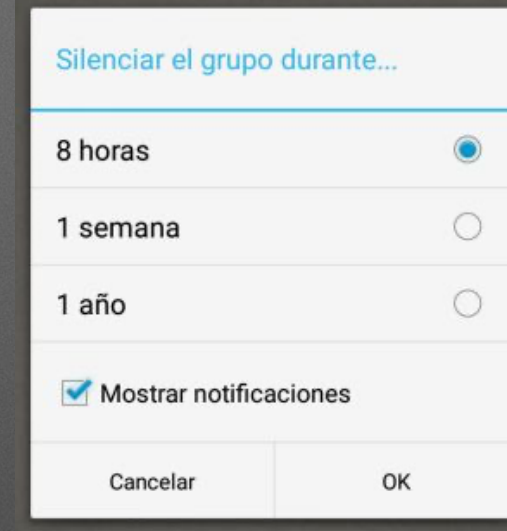 Silenciar el grupo durante...
8 horas
1 semana
1 año
Mostrar notificaciones
Cancelar
OK